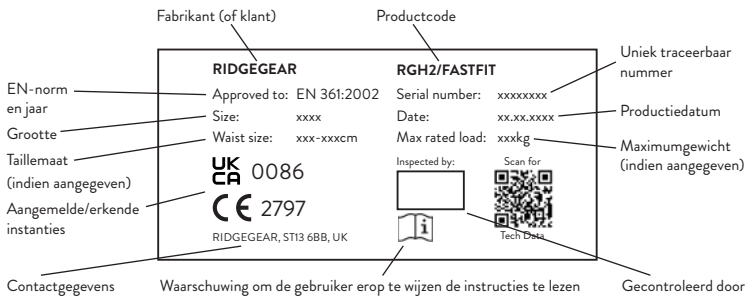 Fabrikant (of klant)
Productcode
Uniek traceerbaar
nummer
EN-norm
en jaar
Grootte
Taillemaat
(indien aangegeven)
Aangemelde/erkende
instanties
RIDGEGEAR
RGH2/FASTFIT
Approved to: EN 361:2002
Serial number: xxxxxxxx
Size: xxxx
Date: xx.xx.xxxx
Waist size: xxx-xxxcm
Max rated load: xxxkg
UK
CA 0086
CE 2797
RIDGEGEAR, ST13 6BB, UK
Inspected by:
i
Scan for
Tech Data
Productiedatum
Maximumgewicht
(indien aangegeven)
Contactgegevens
Waarschuwing om de gebruiker erop te wijzen de instructies te lezen
Gecontroleerd door